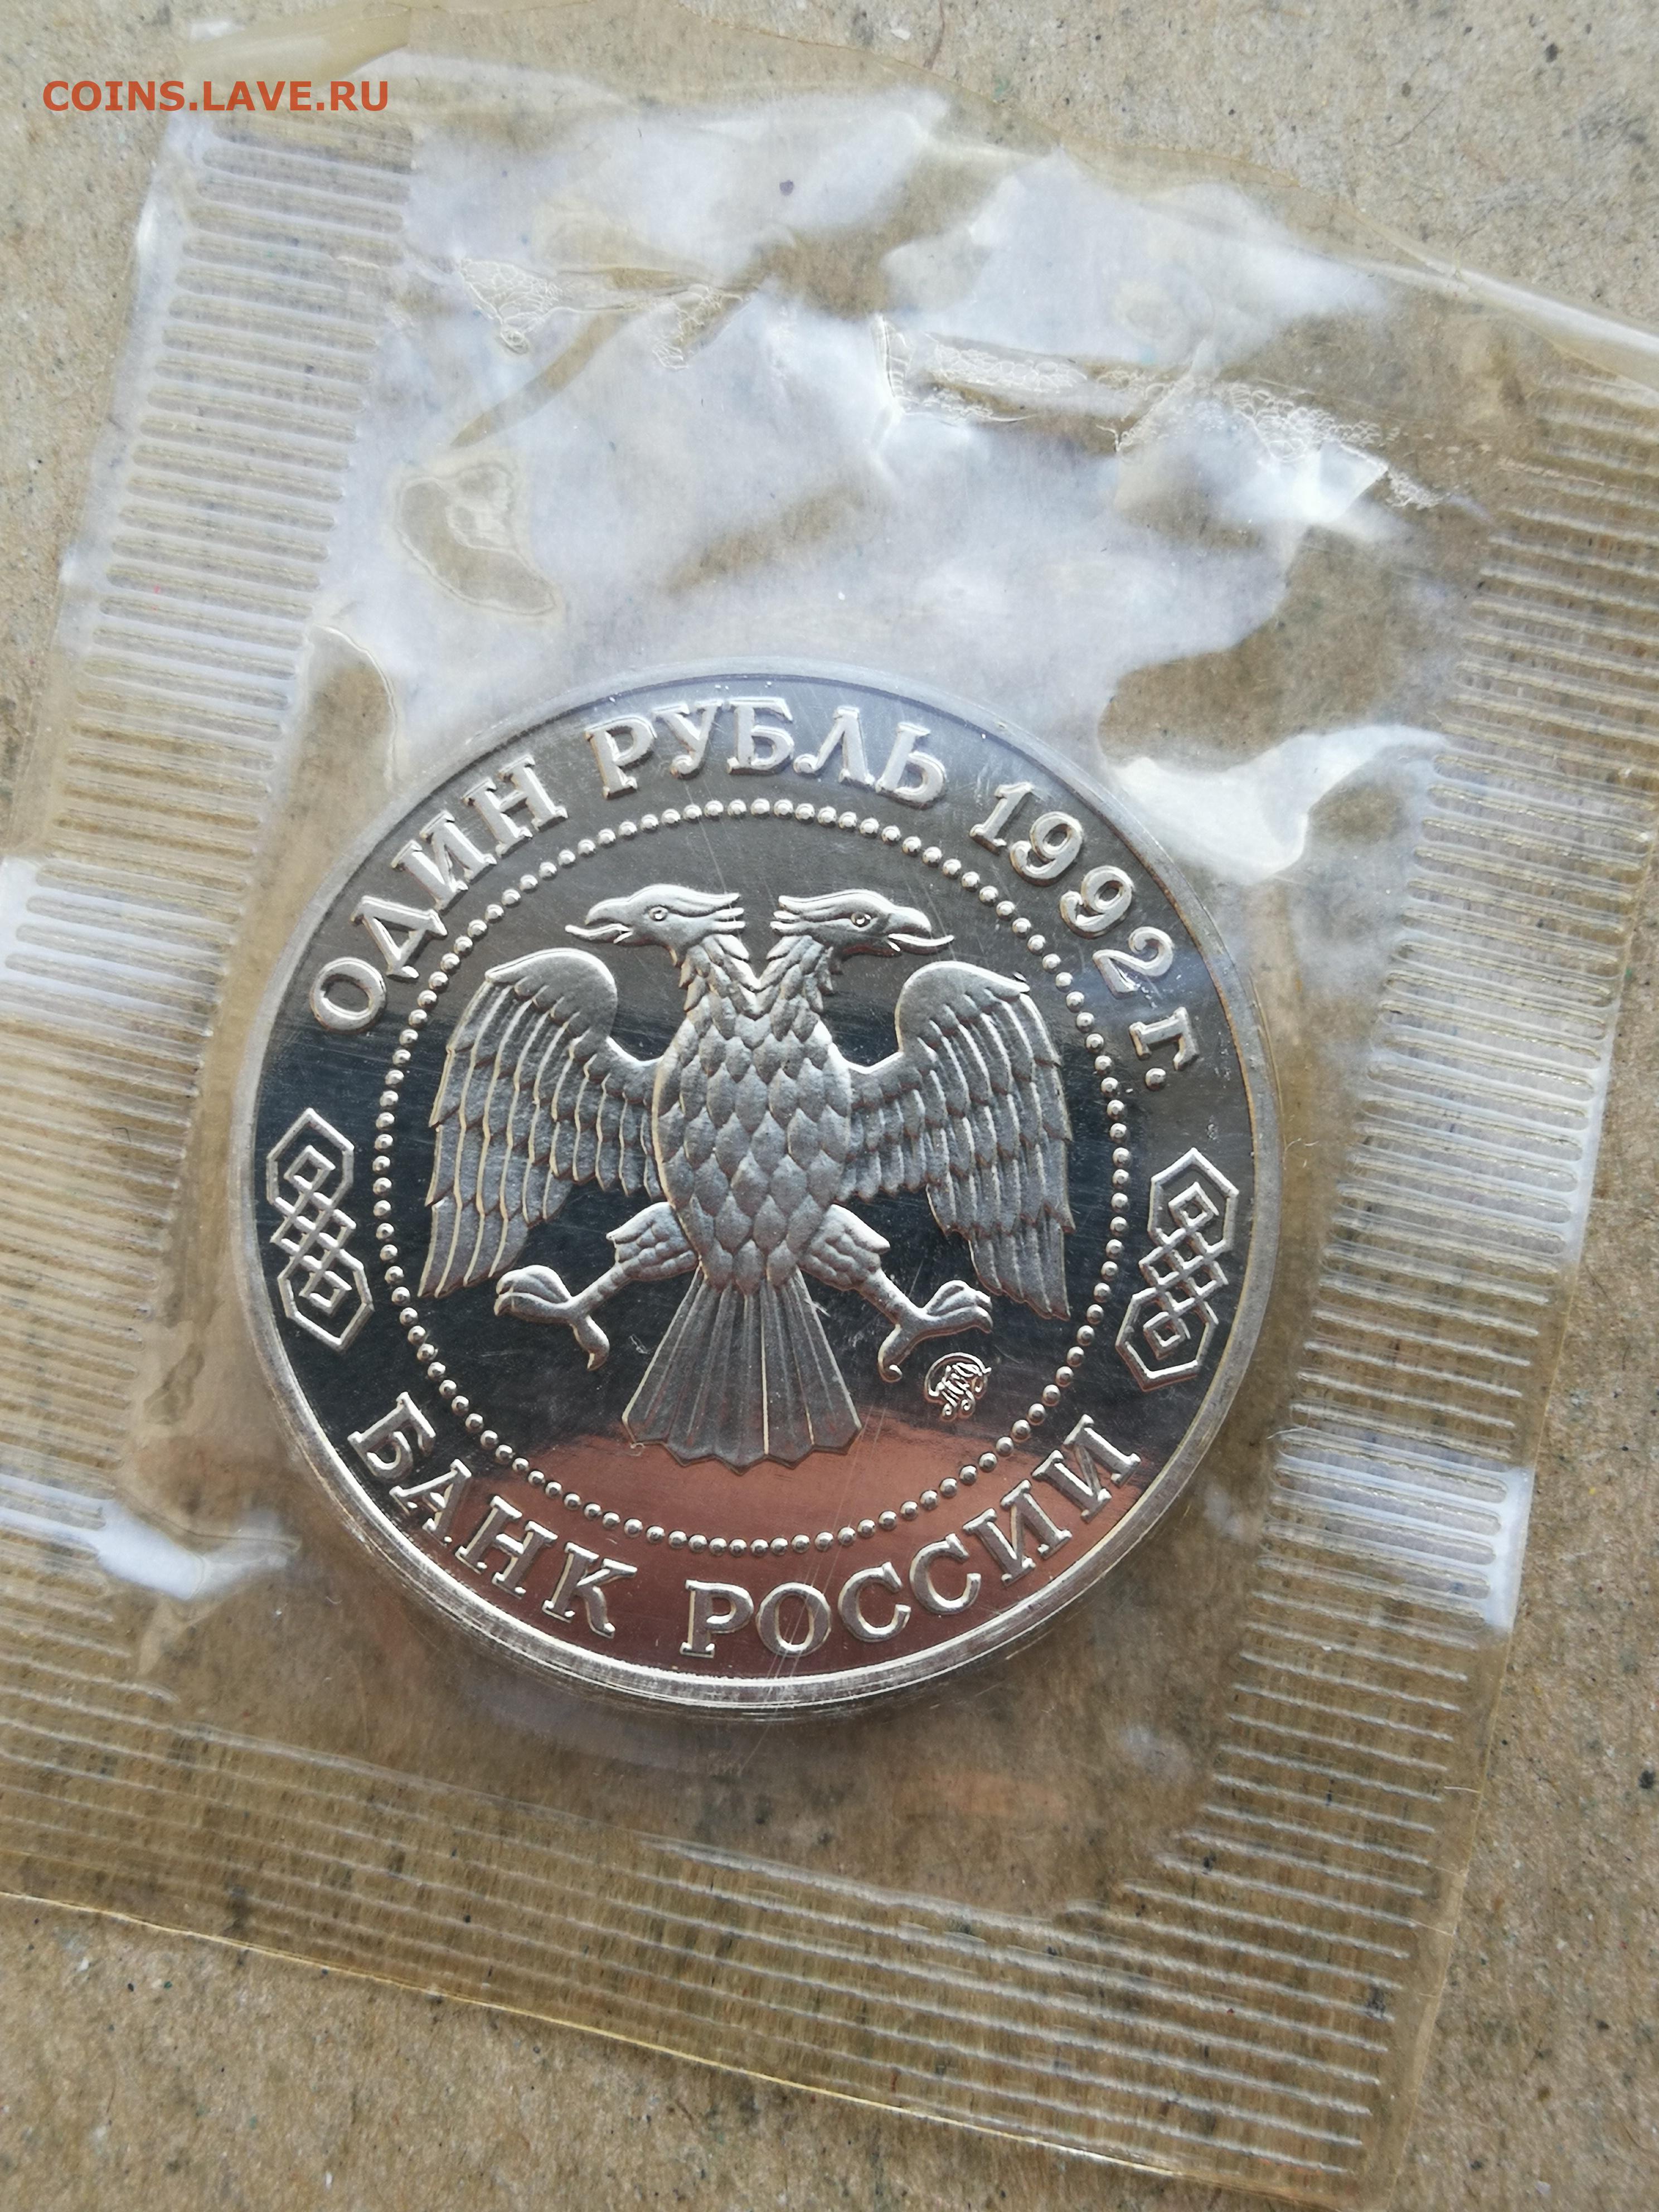 COINS.LAVE.RU
ОДИН РУБЛЬ 1992 г.
БАНК РОССИИ